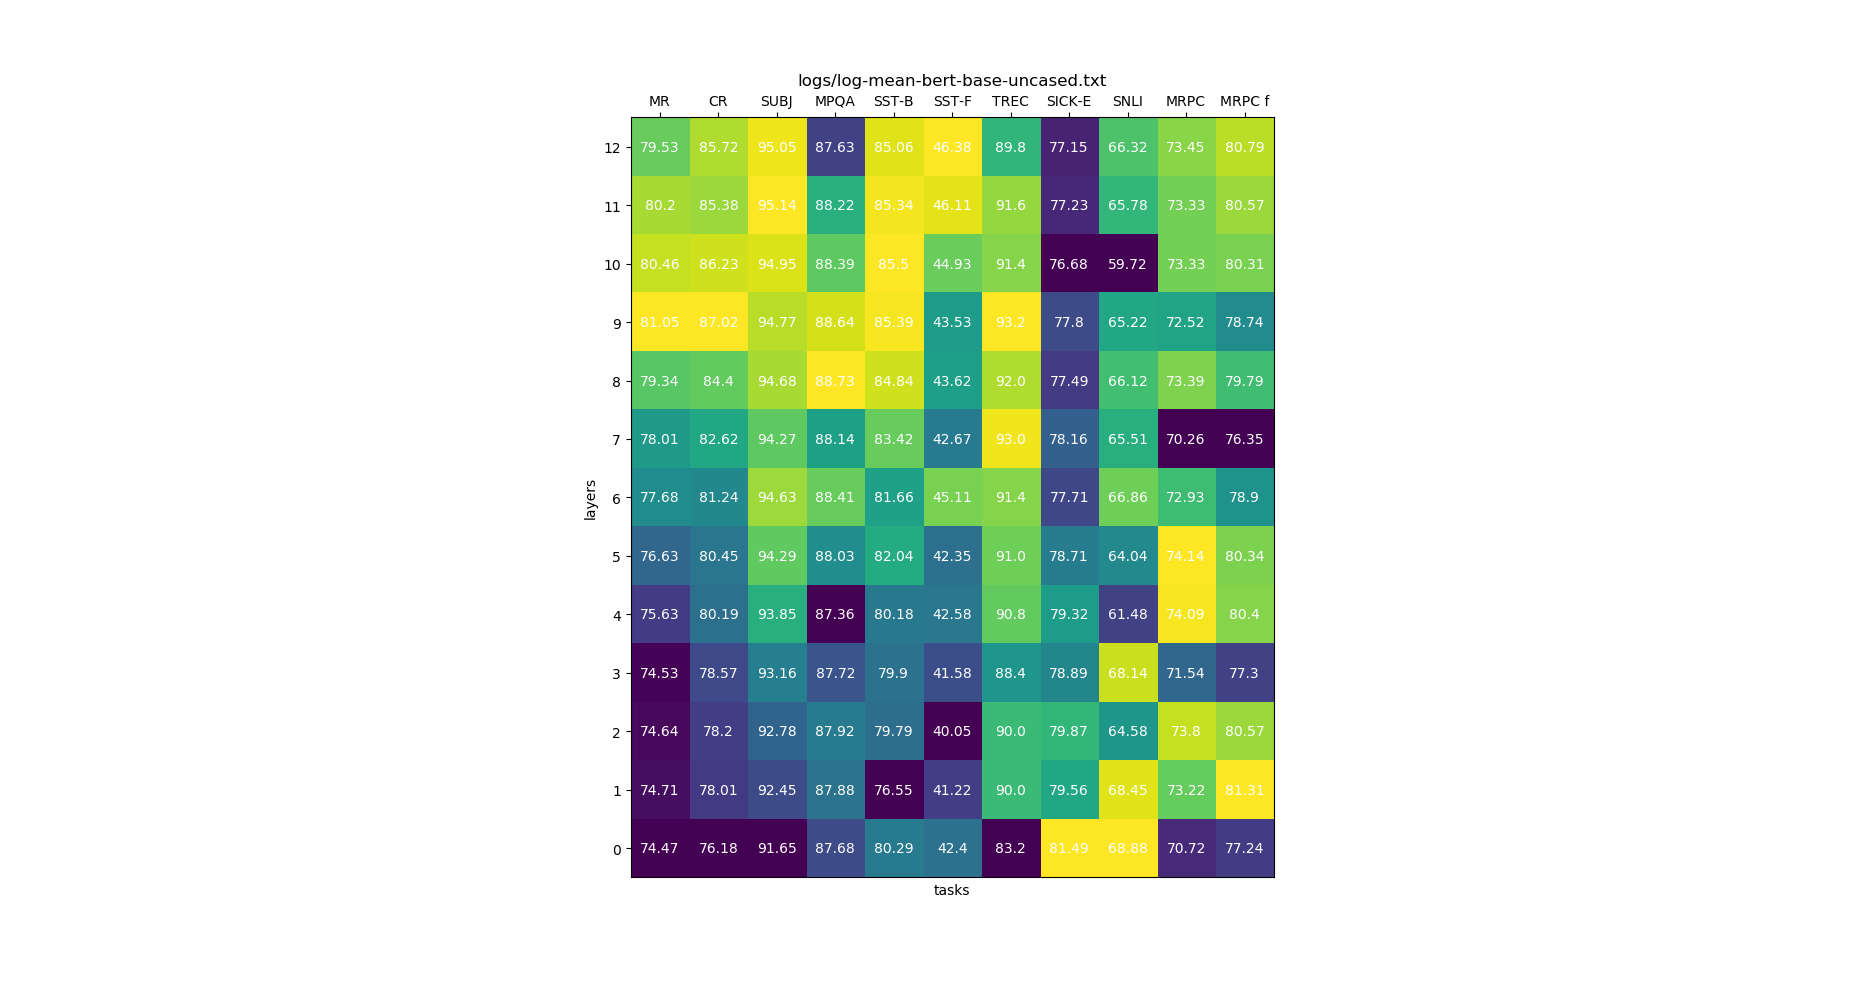 logs/log-mean-bert-base-uncased.txt
MR CR SUBJ MPQA SST-B SST-F TREC SICK-E SNLI MRPC MRPC f
12 79.53 85.72 95.05 87.63 85.06 46.38 89.8 77.15 66.32 73.45 80.79
11 80.2 85.38 95.14 88.22 85.34 46.11 91.6 77.23 65.78 73.33 80.57
10 80.46 86.23 94.95 88.39 85.5 44.93 91.4 76.68 59.72 73.33 80.31
9 81.05 87.02 94.77 88.64 85.39 43.53 93.2 77.8 65.22 72.52 78.74
8 79.34 84.4 94.68 88.73 84.84 43.62 92.0 77.49 66.12 73.39 79.79
7 78.01 82.62 94.27 88.14 83.42 42.67 93.0 78.16 65.51 70.26 76.35
6 77.68 81.24 94.63 88.41 81.66 45.11 91.4 77.71 66.86 72.93 78.9
layers
5 76.63 80.45 94.29 88.03 82.04 42.35 91.0 78.71 64.04 74.14 80.34
4 75.63 80.19 93.85 87.36 80.18 42.58 90.8 79.32 61.48 74.09 80.4
3 74.53 78.57 93.16 87.72 79.9 41.58 88.4 78.89 68.14 71.54 77.3
2 74.64 78.2 92.78 87.92 79.79 40.05 90.0 79.87 64.58 73.8 80.57
1 74.71 78.01 92.45 87.88 76.55 41.22 90.0 79.56 68.45 73.22 81.31
0 74.47 76.18 91.65 87.68 80.29 42.4 83.2 81.49 68.88 70.72 77.24
tasks